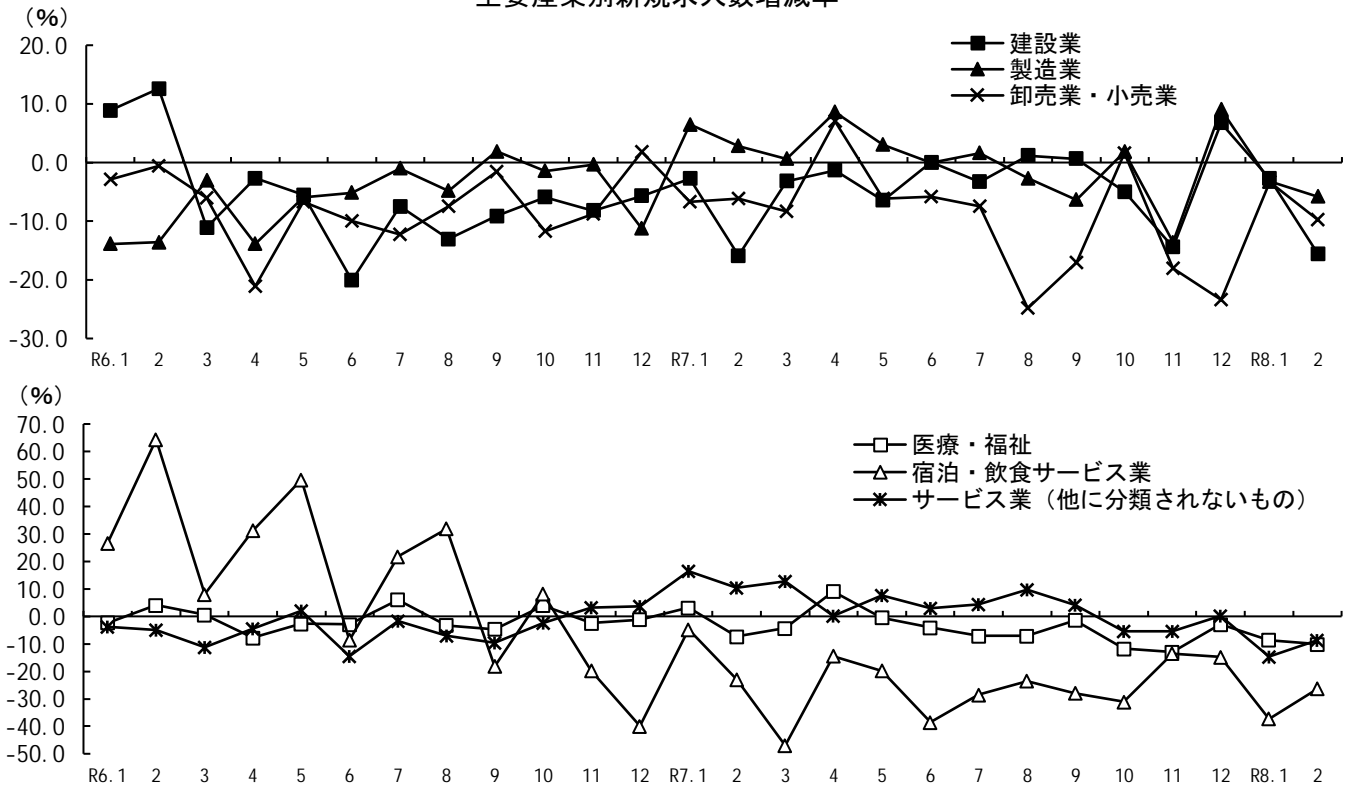 主要産業別新規求人数増減率
（%）
20.0
10.0
0.0
-10.0
-20.0
-30.0
建設業
製造業
卸売業・小売業
R6.1 2 3 4 5 6 7 8 9 10 11 12 R7.1 2 3 4 5 6 7 8 9 10 11 12 R8.1 2
（%）
70.0
60.0
50.0
40.0
30.0
20.0
10.0
0.0
-10.0
-20.0
-30.0
-40.0
-50.0
医療・福祉
宿泊・飲食サービス業
サービス業（他に分類されないもの）
R6.1 2 3 4 5 6 7 8 9 10 11 12 R7.1 2 3 4 5 6 7 8 9 10 11 12 R8.1 2